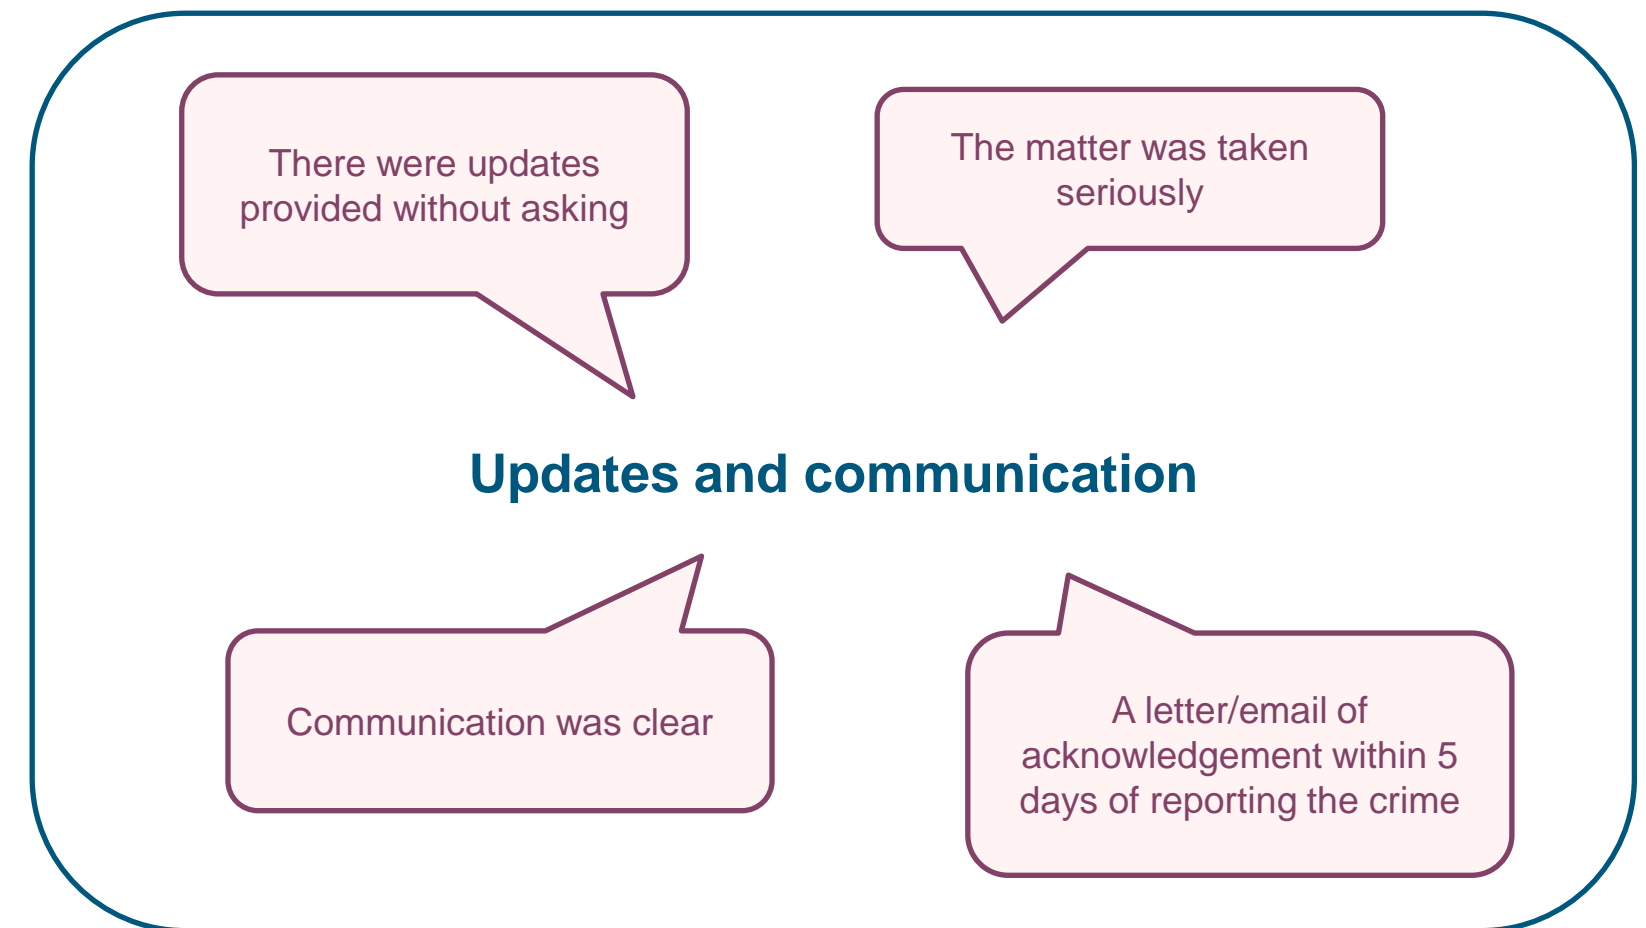 There were updates
provided without asking
The matter was taken
seriously
Updates and communication
Communication was clear
A letter/email of
acknowledgement within 5
days of reporting the crime